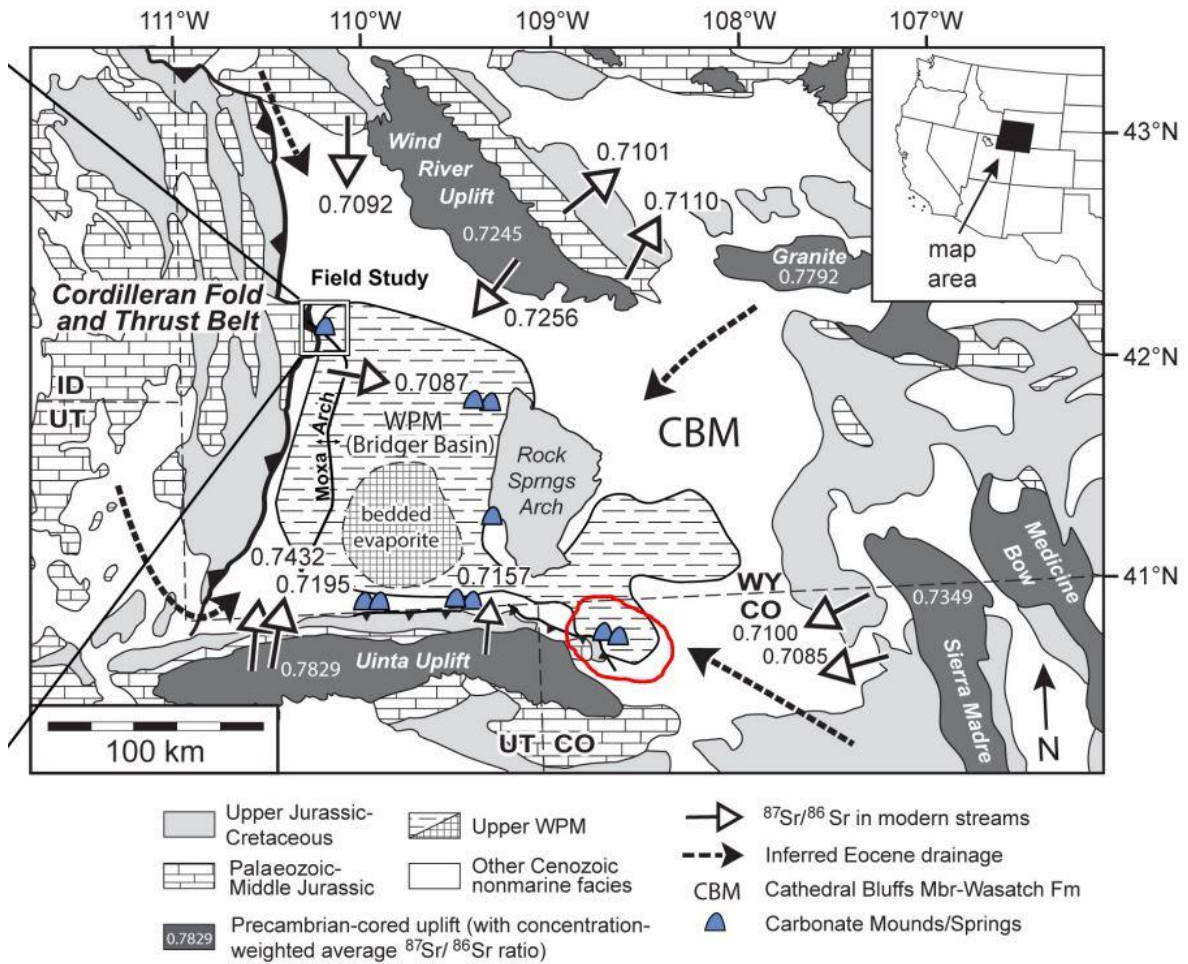 111°W
110°W
109°W
108°W
107°W
43°N
42°N
41°N
Wind
River
Uplift
0.7245
0.7101
0.7110
0.7092
0.7256
Granite
0.7792
map
area
Field Study
Cordilleran Fold
and Thrust Belt
ID
UT
0.7087
WPM
(Bridger Basin)
Moxa Arch
CBM
Rock
Sprngs
Arch
bedded
evaporite
0.7432
0.7195
0.7157
WY
CO
0.7100
0.7085
0.7349
Medicine
Bow
Sierra Madre
0.7829
Uinta Uplift
UT CO
100 km
N
Upper Jurassic-
Cretaceous
Palaeozoic-
Middle Jurassic
0.7829
Precambrian-cored uplift (with concentration-
weighted average ⁸⁷Sr/ ⁸⁶Sr ratio)
Upper WPM
Other Cenozoic
nonmarine facies
⁸⁷Sr/⁸⁶Sr in modern streams
Inferred Eocene drainage
CBM Cathedral Bluffs Mbr-Wasatch Fm
Carbonate Mounds/Springs